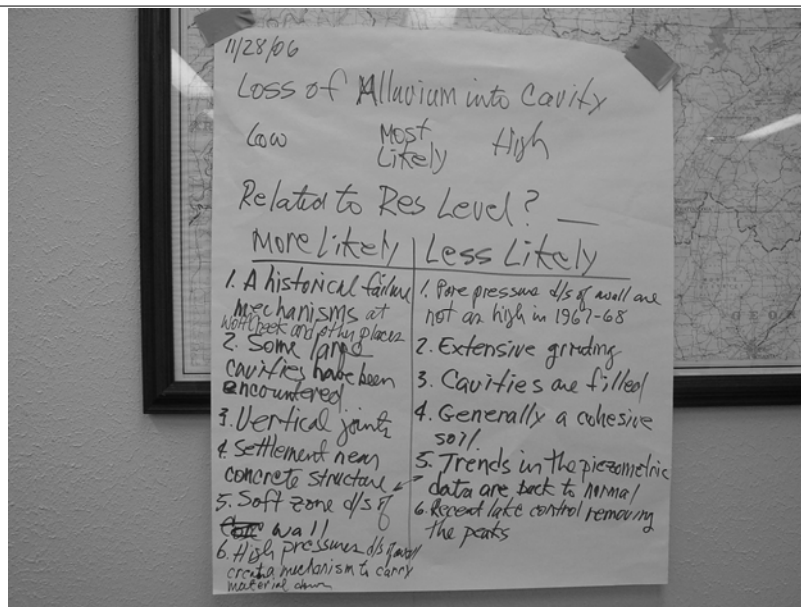 11/28/06
Loss of Alluvium into Cavity
Low Most Likely High
Related to Res Level? __
More Likely
1. A historical failure
mechanisms at
Wolf Creek and other places
2. Some large
cavities have been
encountered
3. Vertical joints
4. Settlement near
concrete structure
5. Soft zone d/s of
wall
6. High pressures d/s of wall
create mechanism to carry
material down
Less Likely
1. Pore pressure d/s of wall are
not as high in 1967-68
2. Extensive grouting
3. Cavities are filled
4. Generally a cohesive
soil
5. Trends in the piezometric
data are back to normal
6. Recent lake control removing
the peaks